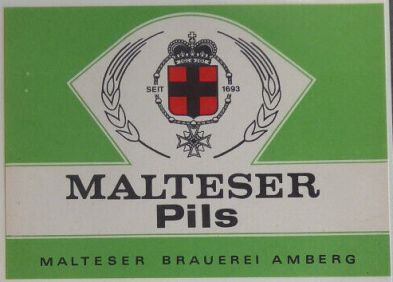 SEIT 1693
MALTESER
Pils
MALTESER BRAUEREI AMBERG